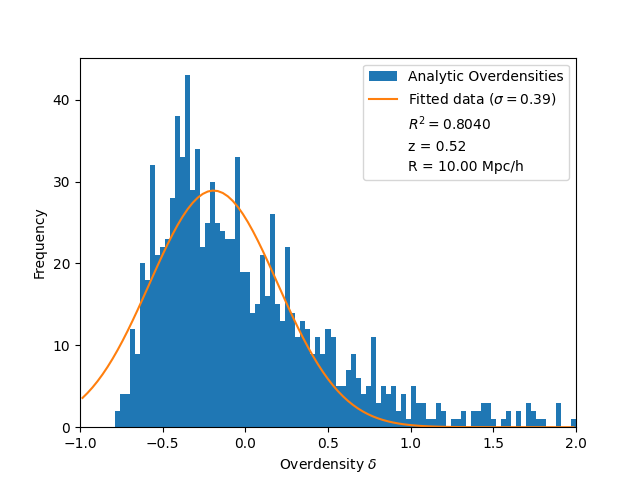 Analytic Overdensities
Fitted data (σ = 0.39)
R² = 0.8040
z = 0.52
R = 10.00 Mpc/h
40
30
20
10
0
Frequency
−1.0 −0.5 0.0 0.5 1.0 1.5 2.0
Overdensity δ